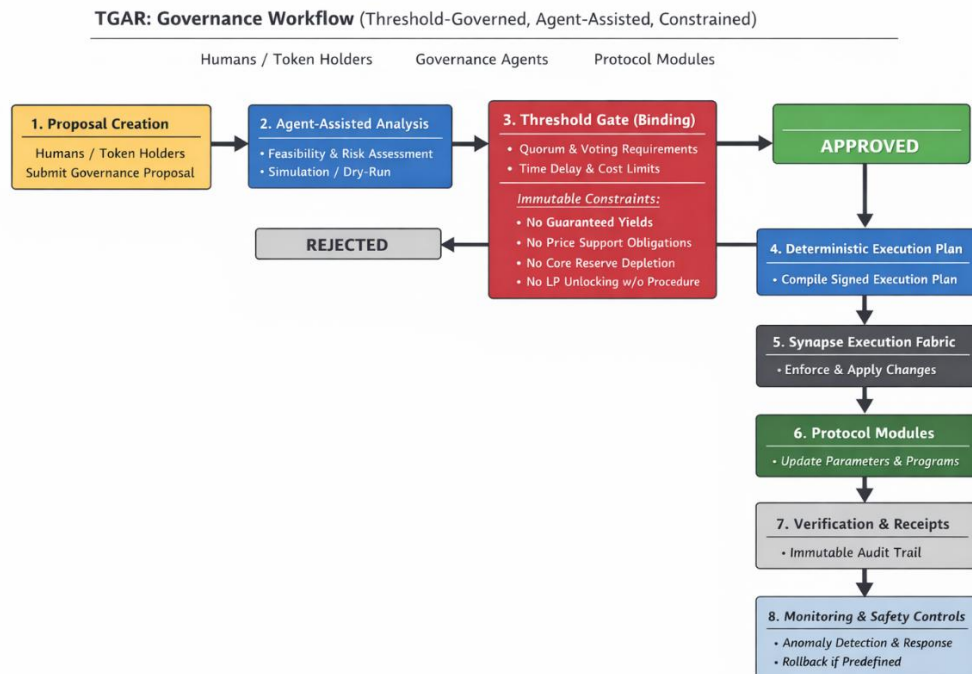 TGAR: Governance Workflow (Threshold-Governed, Agent-Assisted, Constrained)
Humans / Token Holders Governance Agents Protocol Modules
1. Proposal Creation
Humans / Token Holders
Submit Governance Proposal
2. Agent-Assisted Analysis
• Feasibility & Risk Assessment
• Simulation / Dry-Run
3. Threshold Gate (Binding)
• Quorum & Voting Requirements
• Time Delay & Cost Limits
Immutable Constraints:
• No Guaranteed Yields
• No Price Support Obligations
• No Core Reserve Depletion
• No LP Unlocking w/o Procedure
APPROVED
REJECTED
4. Deterministic Execution Plan
• Compile Signed Execution Plan
5. Synapse Execution Fabric
• Enforce & Apply Changes
6. Protocol Modules
• Update Parameters & Programs
7. Verification & Receipts
• Immutable Audit Trail
8. Monitoring & Safety Controls
• Anomaly Detection & Response
• Rollback if Predefined